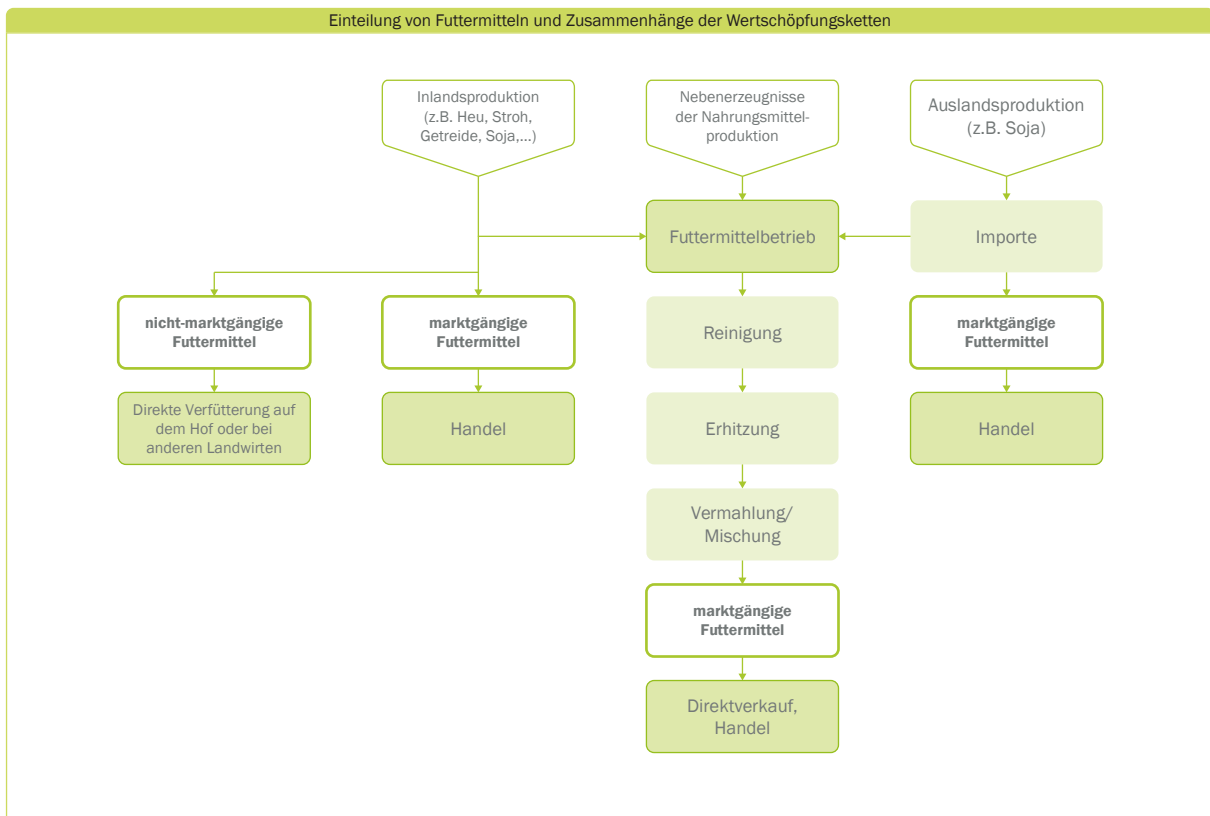 Einteilung von Futtermitteln und Zusammenhänge der Wertschöpfungsketten
Inlandsproduktion
(z.B. Heu, Stroh,
Getreide, Soja,...)
Nebenerzeugnisse
der Nahrungsmittel-
produktion
Auslandsproduktion
(z.B. Soja)
Futtermittelbetrieb
Importe
nicht-marktgängige
Futtermittel
marktgängige
Futtermittel
Reinigung
marktgängige
Futtermittel
Direkte Verfütterung auf
dem Hof oder bei
anderen Landwirten
Handel
Erhitzung
Handel
Vermahlung/
Mischung
marktgängige
Futtermittel
Direktverkauf,
Handel